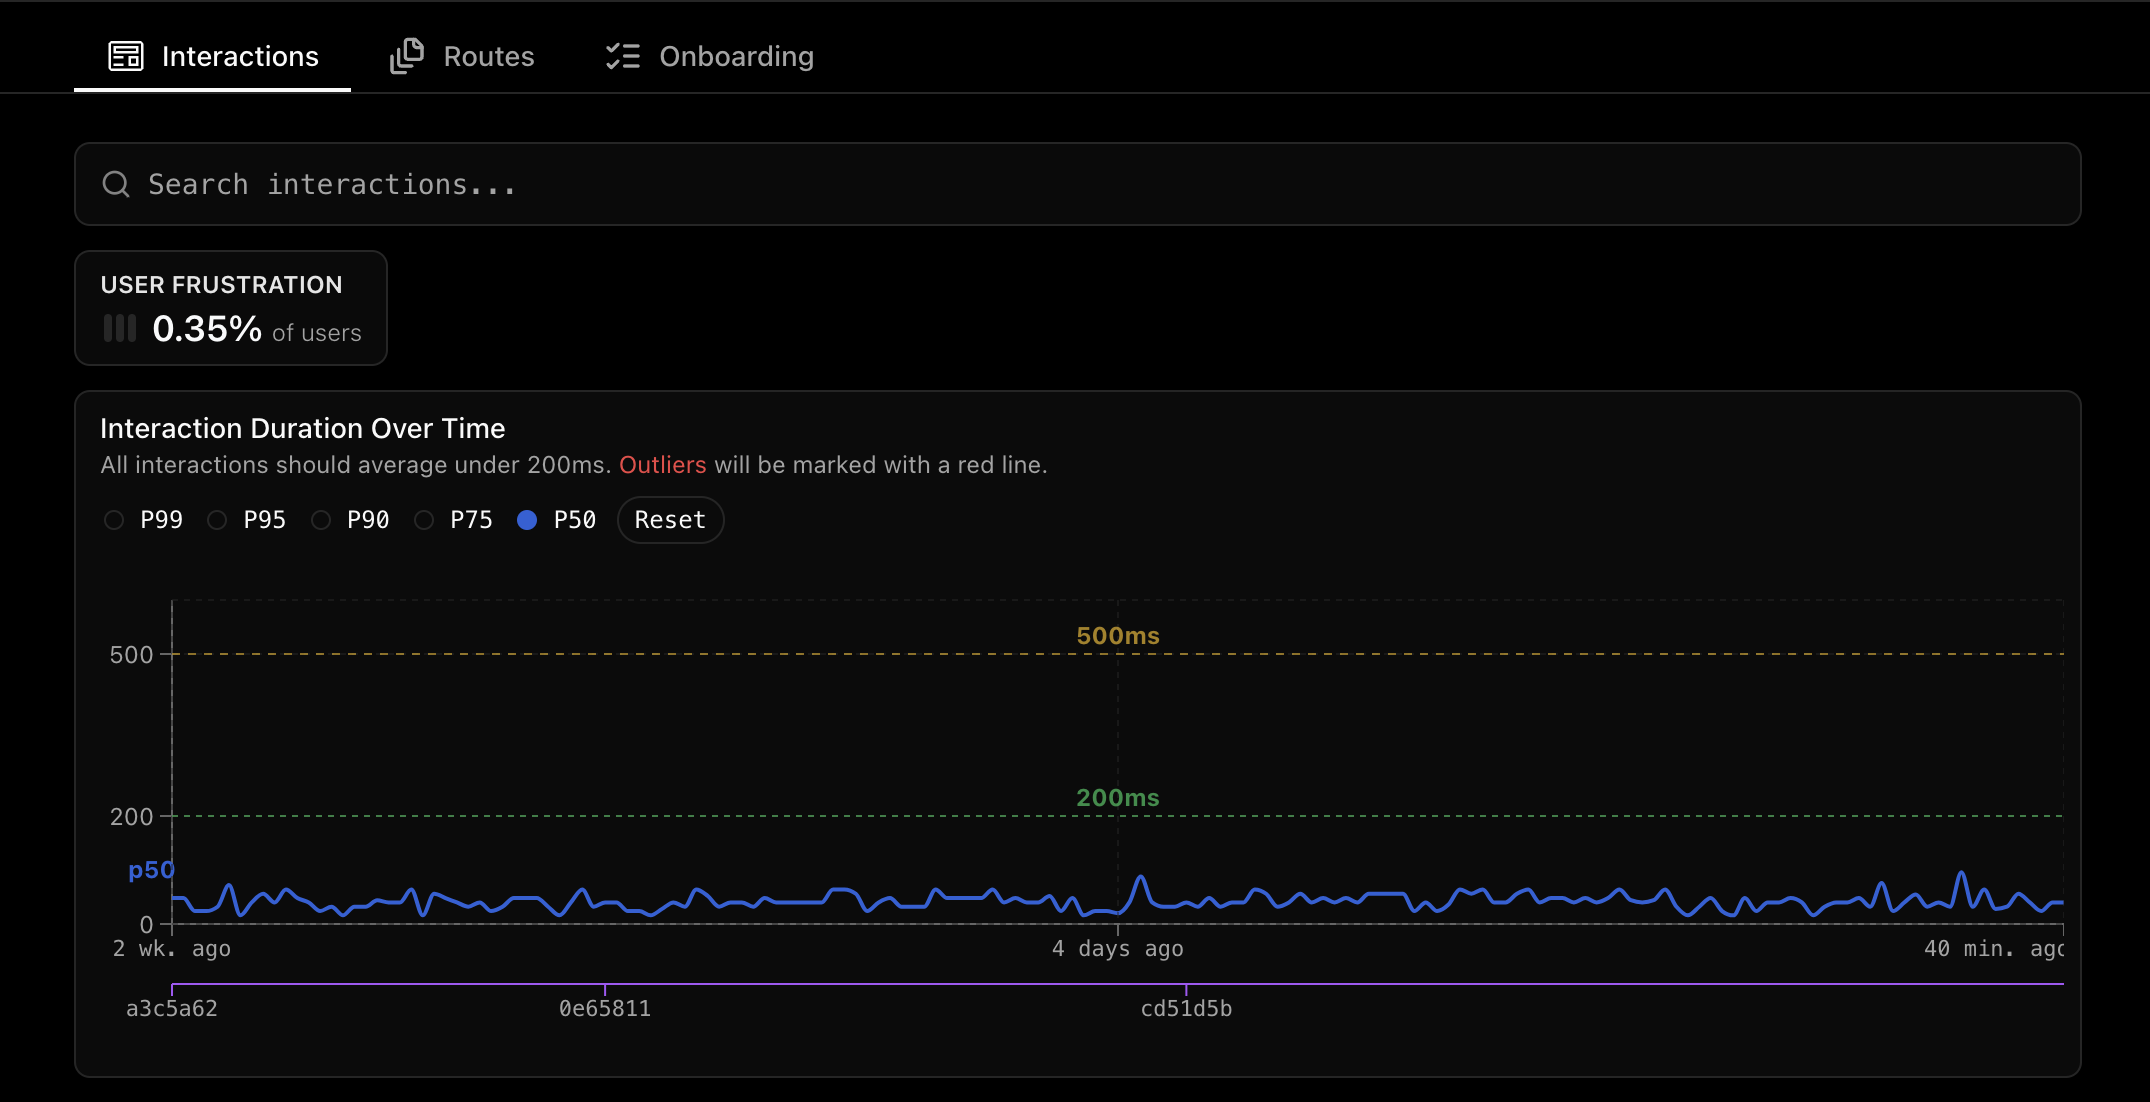 Interactions Routes Onboarding
Search interactions...
USER FRUSTRATION
0.35% of users
Interaction Duration Over Time
All interactions should average under 200ms. Outliers will be marked with a red line.
P99 P95 P90 P75 P50 Reset
500ms
500
200ms
200
p50
0
2 wk. ago 4 days ago 40 min. ago
a3c5a62 0e65811 cd51d5b